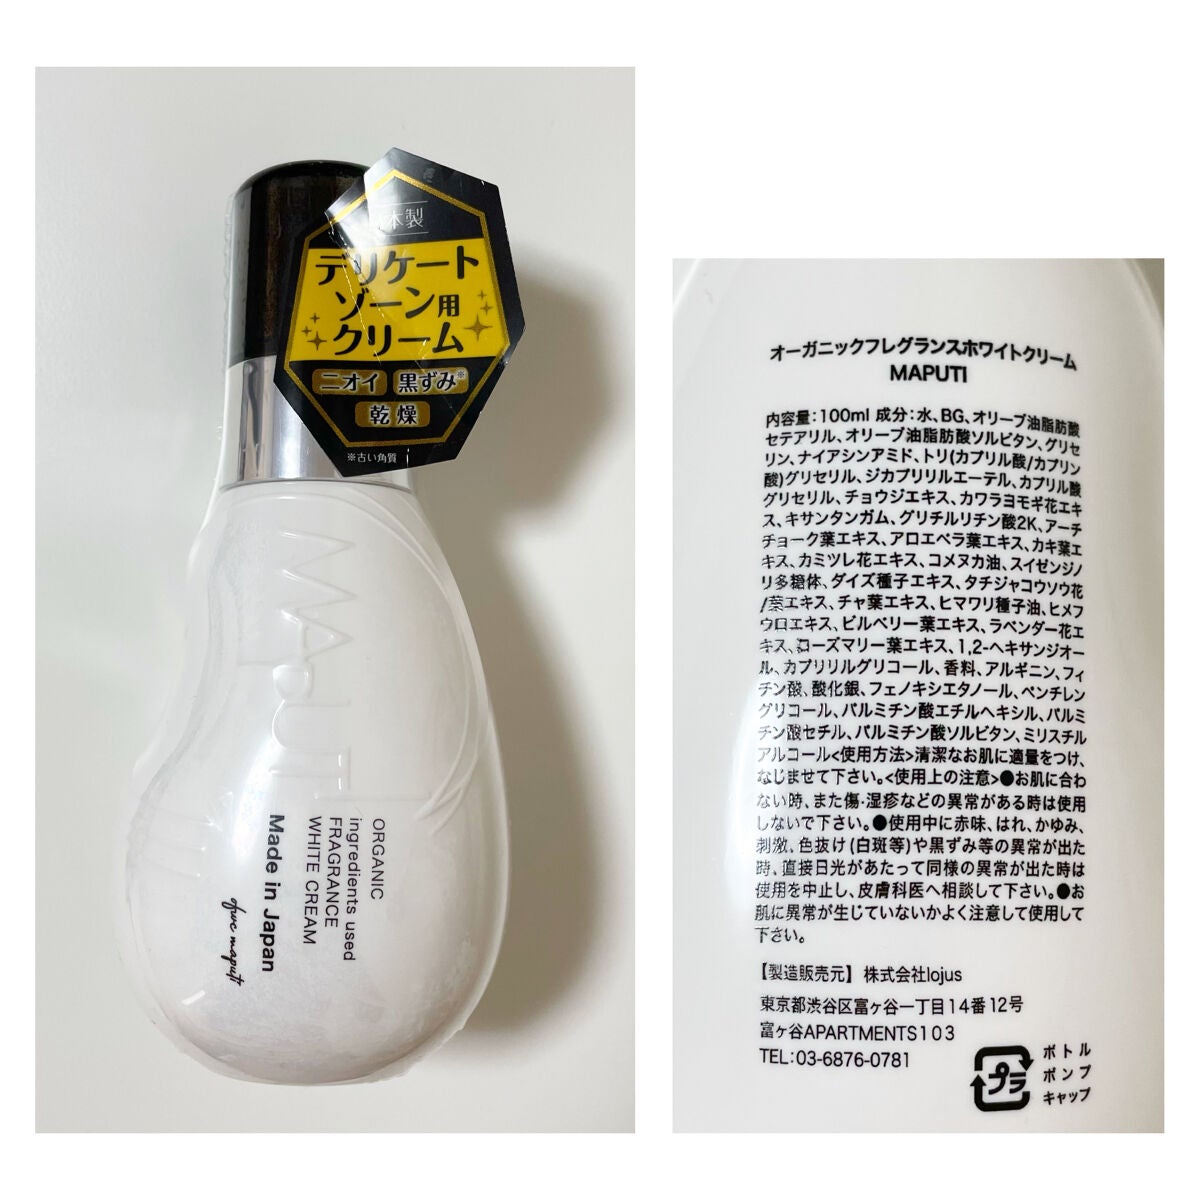 本製
デリケート
ゾーン用
クリーム
ニオイ 黒ずみ※
乾燥
※古い角質
MAPUTI
ORGANIC
ingredients used
FRAGRANCE
WHITE CREAM
Made in Japan
dfwe maputi
オーガニックフレグランスホワイトクリーム
MAPUTI
内容量:100ml 成分:水、BG、オリーブ油脂肪酸
セテアリル、オリーブ油脂肪酸ソルビタン、グリセ
リン、ナイアシンアミド、トリ(カプリル酸/カプリン
酸)グリセリル、ジカプリリルエーテル、カプリル酸
グリセリル、チョウジエキス、カワラヨモギ花エキ
ス、キサンタンガム、グリチルリチン酸2K、アーチ
チョーク葉エキス、アロエベラ葉エキス、カキ葉エ
キス、カミツレ花エキス、コメヌカ油、スイゼンジノ
リ多糖体、ダイズ種子エキス、タチジャコウソウ花
/葉エキス、チャ葉エキス、ヒマワリ種子油、ヒメフ
ウロエキス、ビルベリー葉エキス、ラベンダー花エ
キス、ローズマリー葉エキス、1,2-ヘキサンジオー
ル、カプリリルグリコール、香料、アルギニン、フィ
チン酸、酸化銀、フェノキシエタノール、ペンチレン
グリコール、パルミチン酸エチルヘキシル、パルミ
チン酸セチル、パルミチン酸ソルビタン、ミリスチル
アルコール<使用方法>清潔なお肌に適量をつけ、
なじませて下さい。<使用上の注意>●お肌に合わ
ない時、また傷・湿疹などの異常がある時は使用
しないで下さい。●使用中に赤味、はれ、かゆみ、
刺激、色抜け(白斑等)や黒ずみ等の異常が出た
時、直接日光があたって同様の異常が出た時は
使用を中止し、皮膚科医へ相談して下さい。●お
肌に異常が生じていないかよく注意して使用して
下さい。
【製造販売元】 株式会社lojus
東京都渋谷区富ヶ谷一丁目14番12号
富ヶ谷APARTMENTS103
TEL:03-6876-0781
プラ
ボトル
ポンプ
キャップ